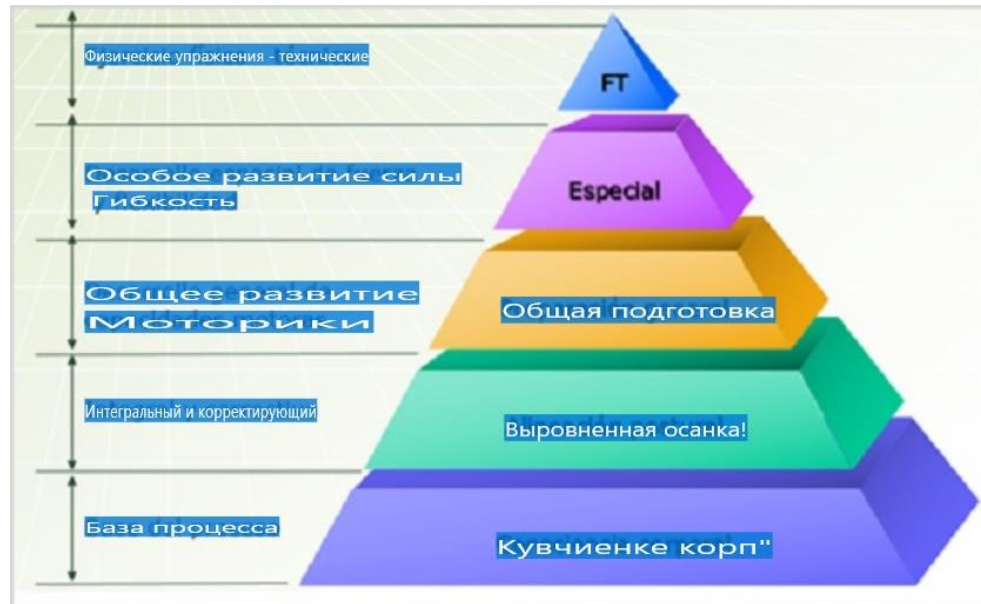 Физические упражнения - технические
FT
Особое развитие силы
Гибкость
Especial
Общее развитие
Моторики
Общая подготовка
Интегральный и корректирующий
Выровненная осанка!
База процесса
Кувчиенке корп"